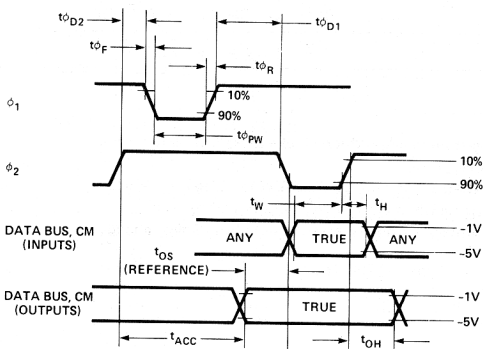 tφD2
tφD1
tφF
tφR
φ1
10%
90%
tφPW
φ2
10%
90%
tW
tH
DATA BUS, CM
(INPUTS)
ANY
TRUE
ANY
-1V
-5V
tOS
(REFERENCE)
DATA BUS, CM
(OUTPUTS)
TRUE
-1V
-5V
tACC
tOH